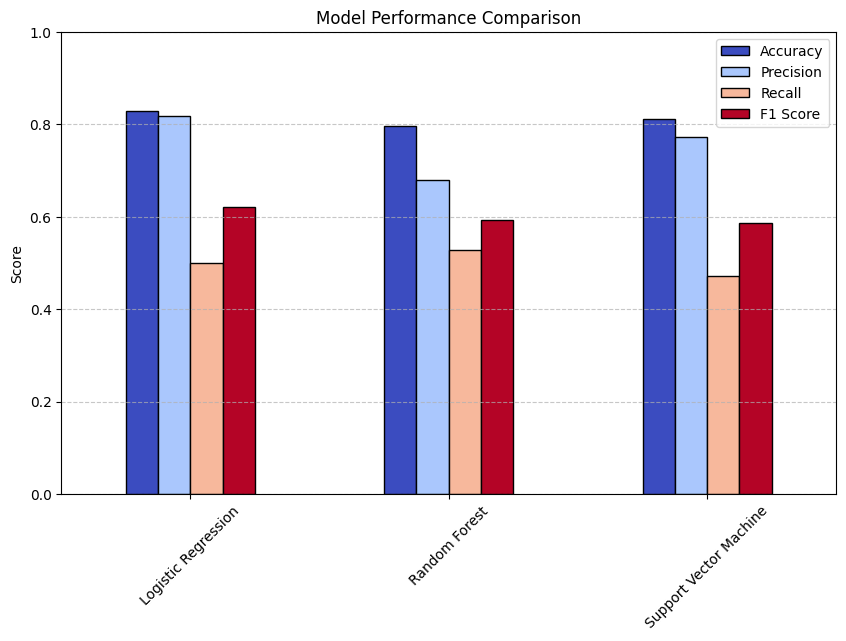 Model Performance Comparison
Accuracy
Precision
Recall
F1 Score
Score
1.0
0.8
0.6
0.4
0.2
0.0
Logistic Regression
Random Forest
Support Vector Machine